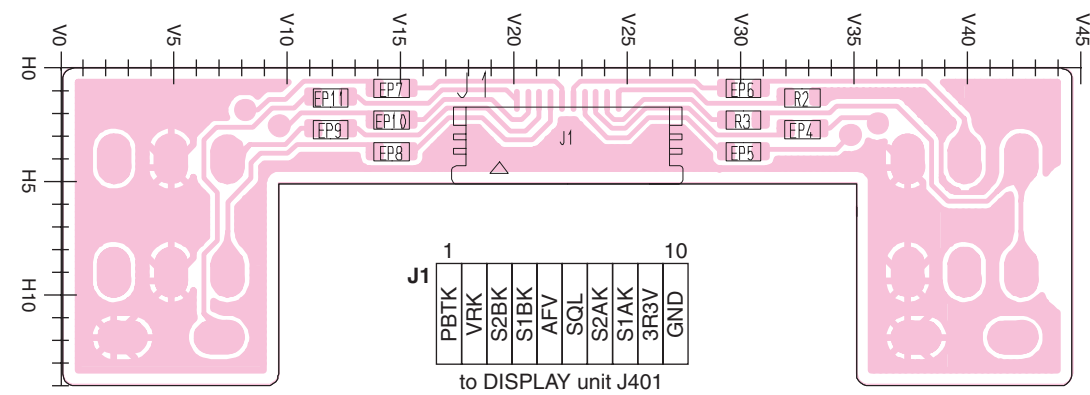 V0 V5 V10 V15 V20 V25 V30 V35 V40 V45
H0
H5
H10
EP7 J1 EP6
EP11 R2
EP10 R3
EP9 J1 EP4
EP8 EP5
1 10
J1 PBTK VRK S2BK S1BK AFV SQL S2AK S1AK 3R3V GND
to DISPLAY unit J401